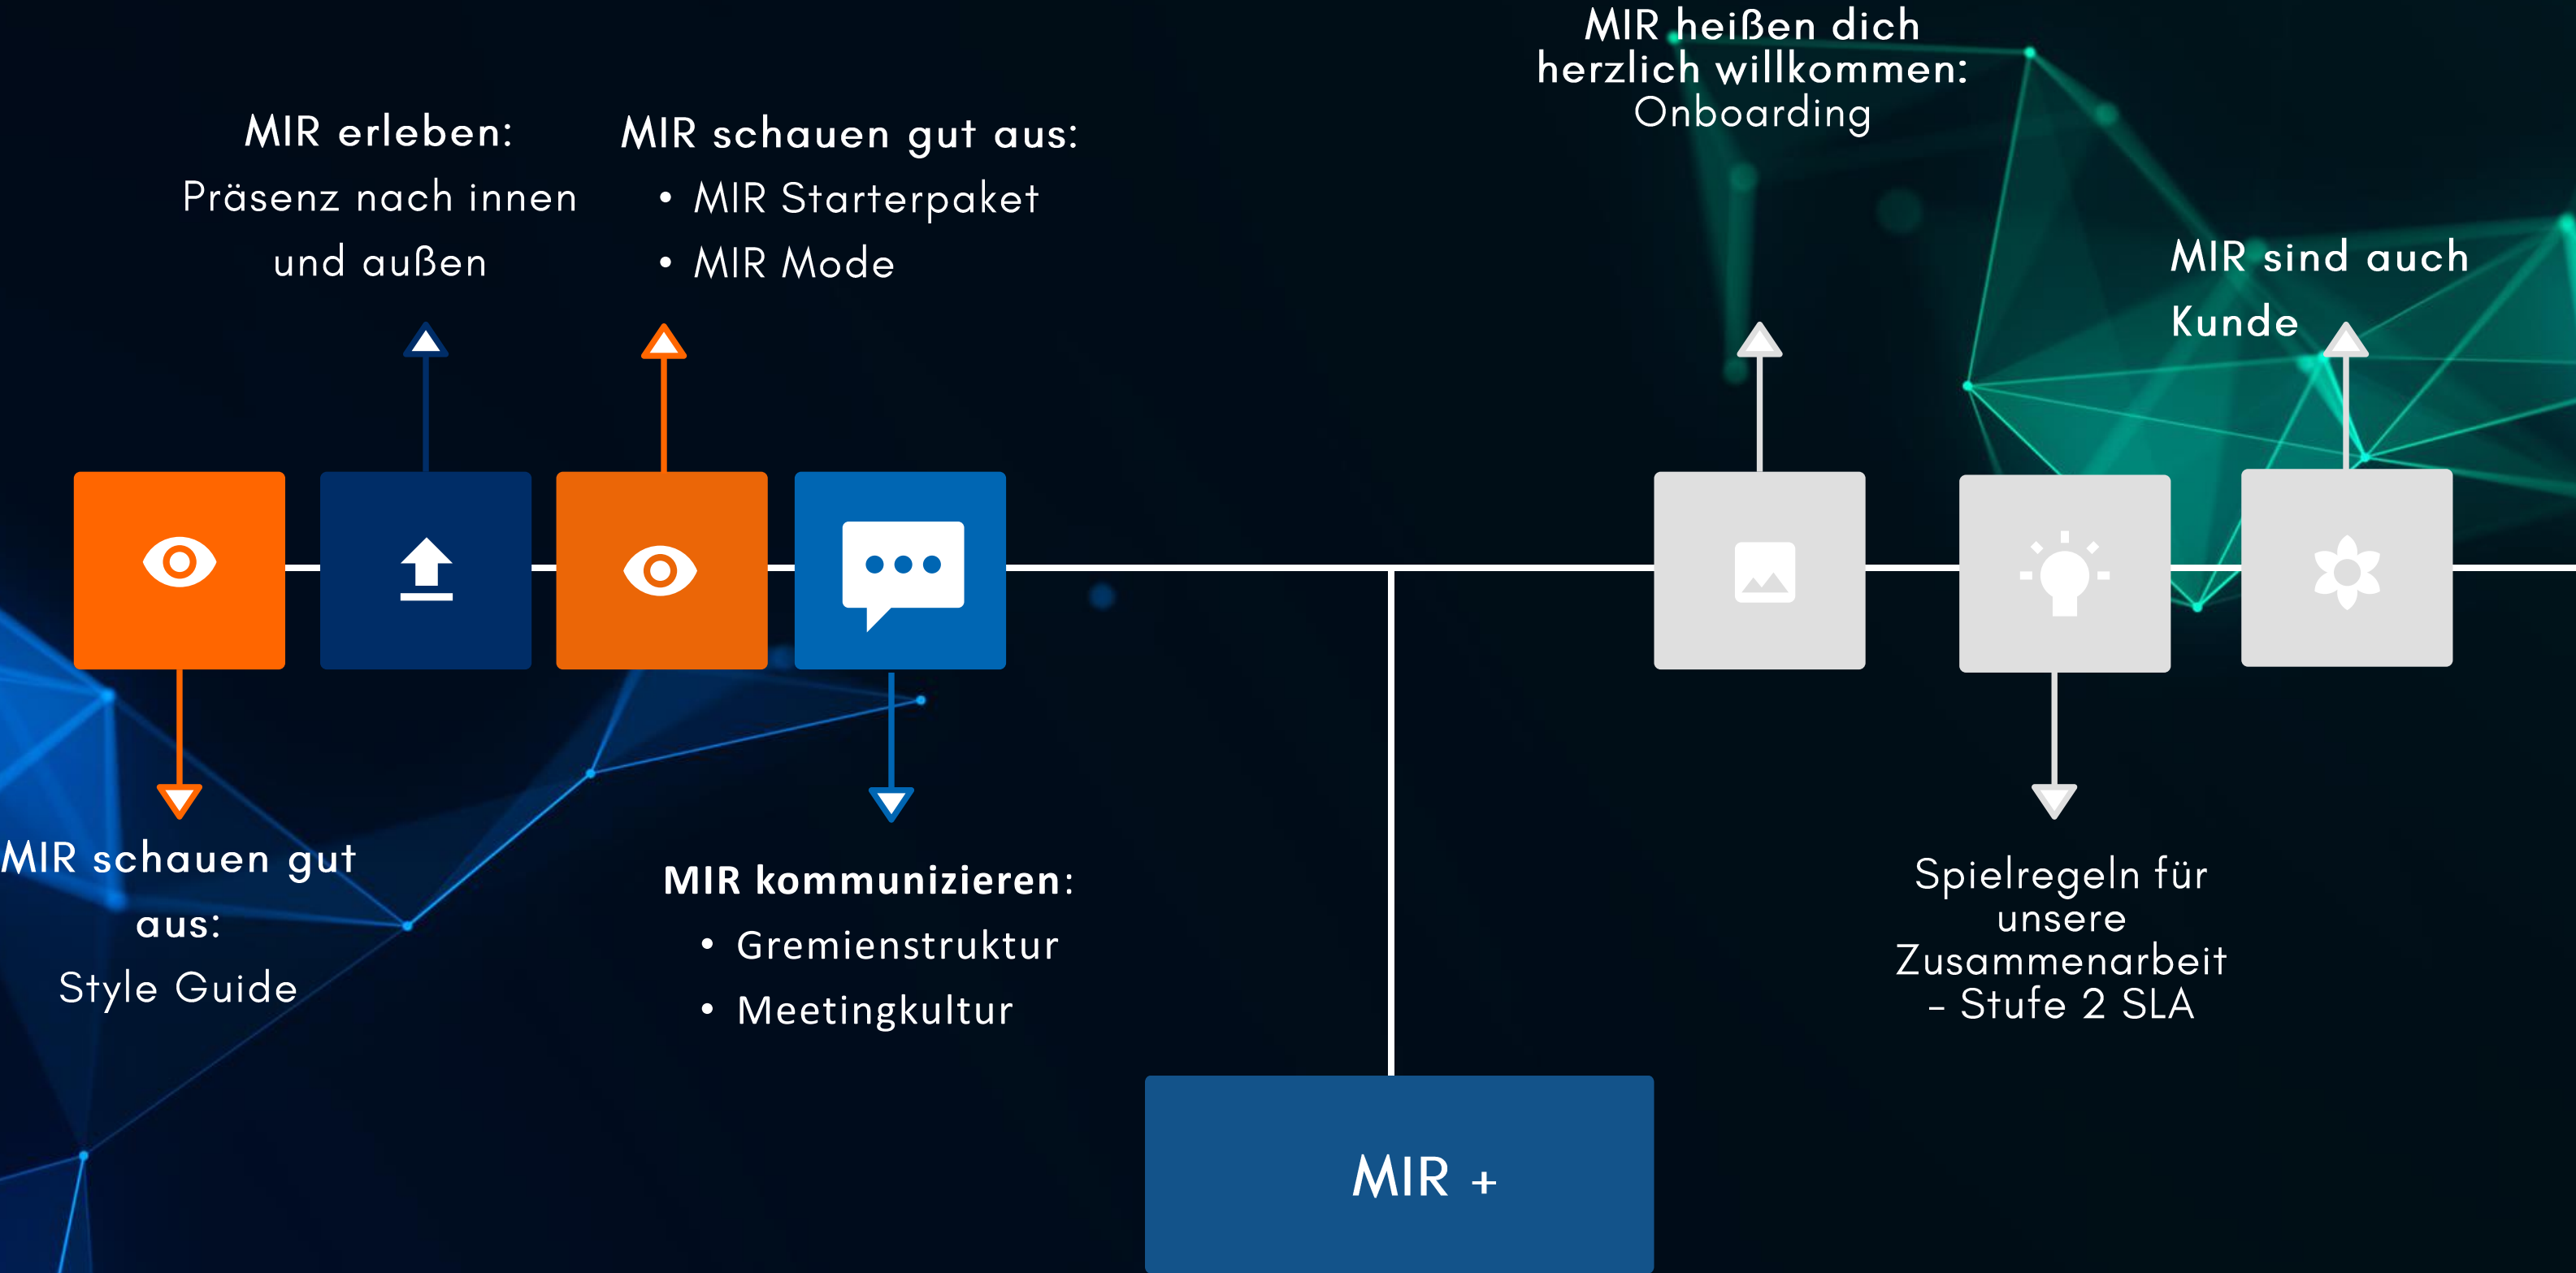 MIR erleben:
Präsenz nach innen
und außen
MIR schauen gut aus:
• MIR Starterpaket
• MIR Mode
MIR heißen dich
herzlich willkommen:
Onboarding
MIR sind auch
Kunde
MIR schauen gut
aus:
Style Guide
MIR kommunizieren:
• Gremienstruktur
• Meetingkultur
Spielregeln für
unsere
Zusammenarbeit
- Stufe 2 SLA
MIR +